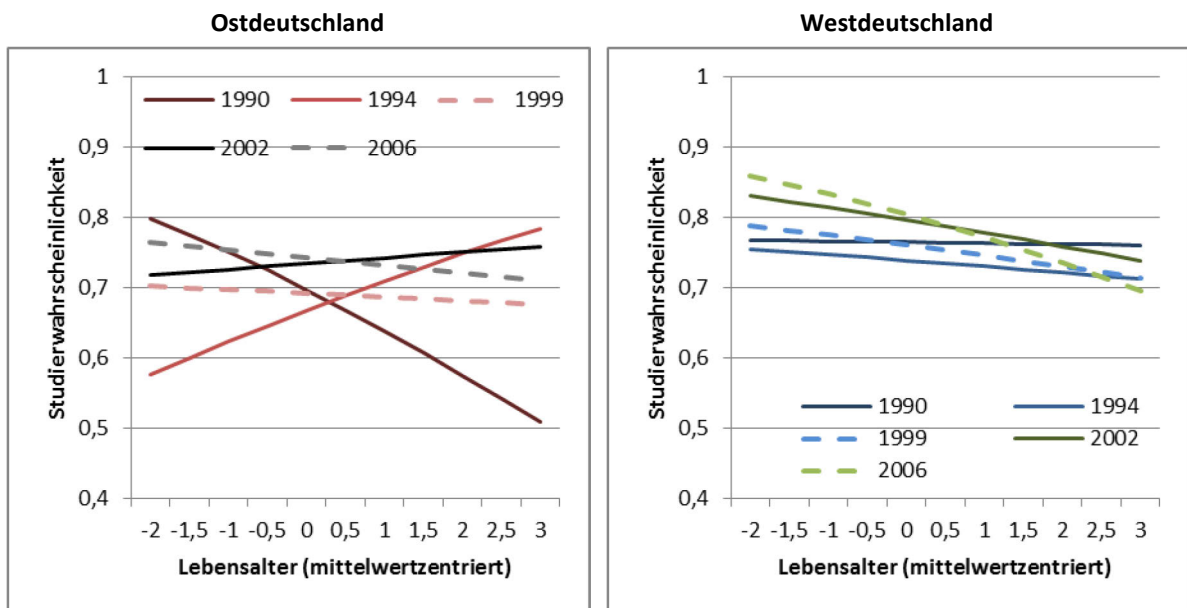 Ostdeutschland
1
1990 1994 1999
0,9
2002 2006
0,8
0,7
0,6
0,5
0,4
Studierwahrscheinlichkeit
-2 -1,5 -1 -0,5 0 0,5 1 1,5 2 2,5 3
Lebensalter (mittelwertzentriert)
Westdeutschland
1
0,9
0,8
0,7
0,6
0,5
0,4
Studierwahrscheinlichkeit
1990 1994
1999 2002
2006
-2 -1,5 -1 -0,5 0 0,5 1 1,5 2 2,5 3
Lebensalter (mittelwertzentriert)